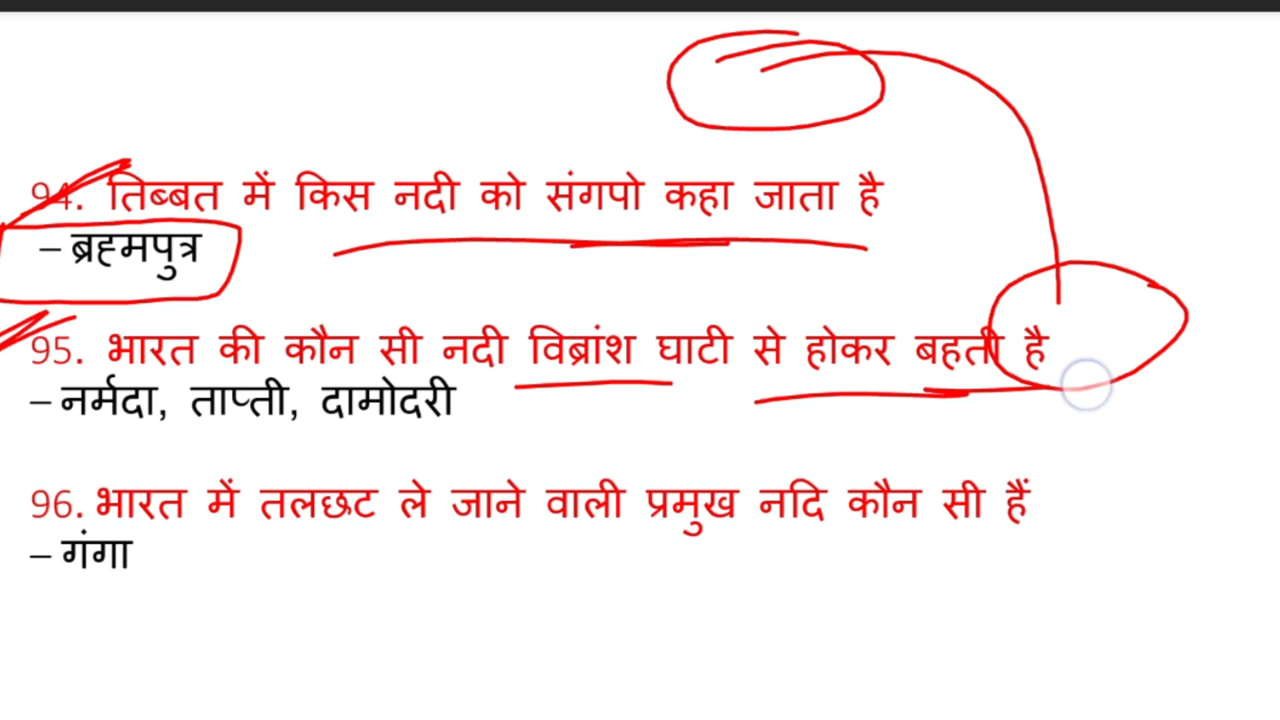 94. तिब्बत में किस नदी को संगपो कहा जाता है
– ब्रह्मपुत्र
95. भारत की कौन सी नदी विब्रांश घाटी से होकर बहती है
– नर्मदा, ताप्ती, दामोदरी
96. भारत में तलछट ले जाने वाली प्रमुख नदि कौन सी हैं
– गंगा